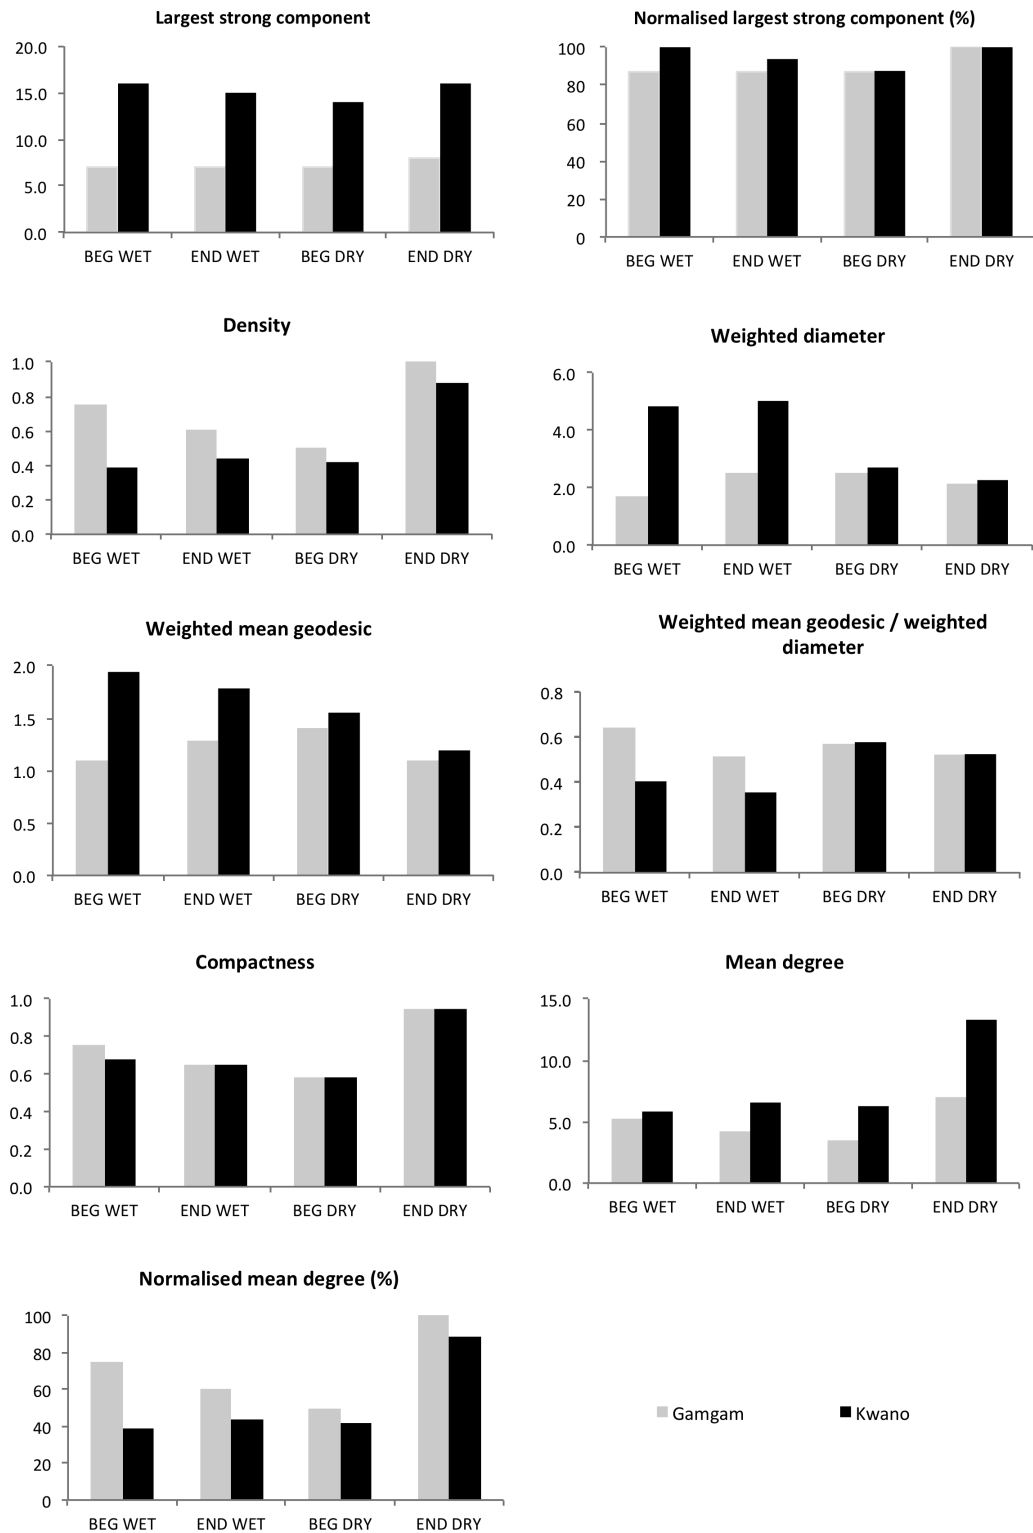 Largest strong component
20.0
15.0
10.0
5.0
0.0
BEG WET END WET BEG DRY END DRY
Normalised largest strong component (%)
100
80
60
40
20
0
BEG WET END WET BEG DRY END DRY
Density
1.0
0.8
0.6
0.4
0.2
0.0
BEG WET END WET BEG DRY END DRY
Weighted diameter
6.0
4.0
2.0
0.0
BEG WET END WET BEG DRY END DRY
Weighted mean geodesic
2.0
1.5
1.0
0.5
0.0
BEG WET END WET BEG DRY END DRY
Weighted mean geodesic / weighted
diameter
0.8
0.6
0.4
0.2
0.0
BEG WET END WET BEG DRY END DRY
Compactness
1.0
0.8
0.6
0.4
0.2
0.0
BEG WET END WET BEG DRY END DRY
Mean degree
15.0
10.0
5.0
0.0
BEG WET END WET BEG DRY END DRY
Normalised mean degree (%)
100
80
60
40
20
0
BEG WET END WET BEG DRY END DRY
Gamgam Kwano